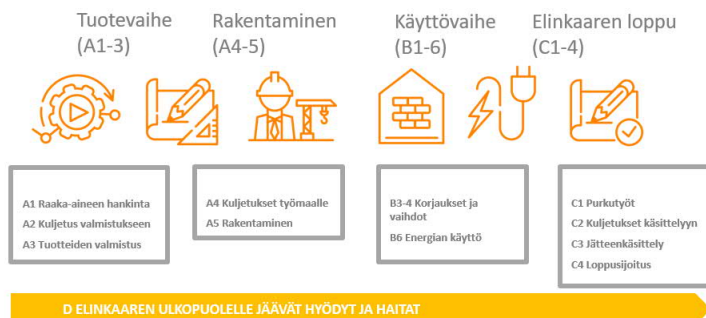 Tuotevaihe
(A1-3)
Rakentaminen
(A4-5)
Käyttövaihe
(B1-6)
Elinkaaren loppu
(C1-4)
A1 Raaka-aineen hankinta
A2 Kuljetus valmistukseen
A3 Tuotteiden valmistus
A4 Kuljetukset työmaalle
A5 Rakentaminen
B3-4 Korjaukset ja
vaihdot
B6 Energian käyttö
C1 Purkutyöt
C2 Kuljetukset käsittelyyn
C3 Jätteenkäsittely
C4 Loppusijoitus
D ELINKAAREN ULKOPUOLELLE JÄÄVÄT HYÖDYT JA HAITAT